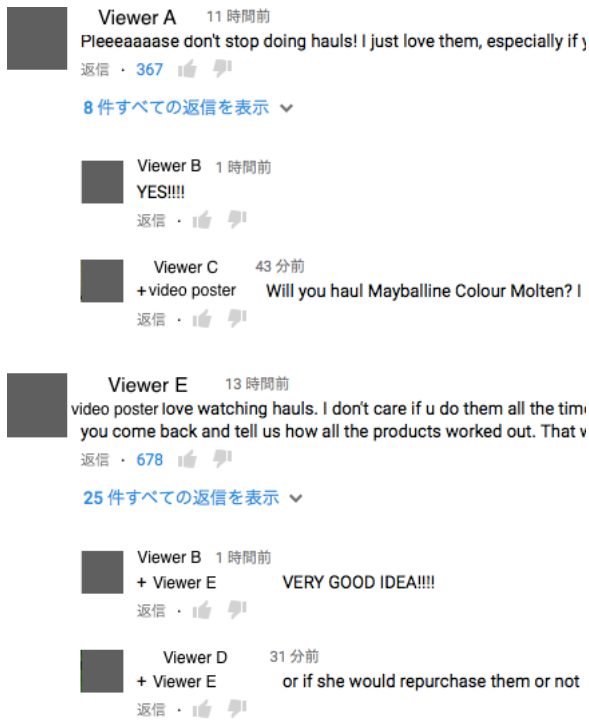 Viewer A 11 時間前
Pleeeaaaase don't stop doing hauls! I just love them, especially if
返信 · 367
8 件すべての返信を表示
Viewer B 1 時間前
YES!!!!
返信 ·
Viewer C 43 分前
+video poster Will you haul Mayballine Colour Molten? I
返信 ·
Viewer E 13 時間前
video poster love watching hauls. I don't care if u do them all the time
you come back and tell us how all the products worked out. That
返信 · 678
25 件すべての返信を表示
Viewer B 1 時間前
+ Viewer E VERY GOOD IDEA!!!!
返信 ·
Viewer D 31 分前
+ Viewer E or if she would repurchase them or not
返信 ·